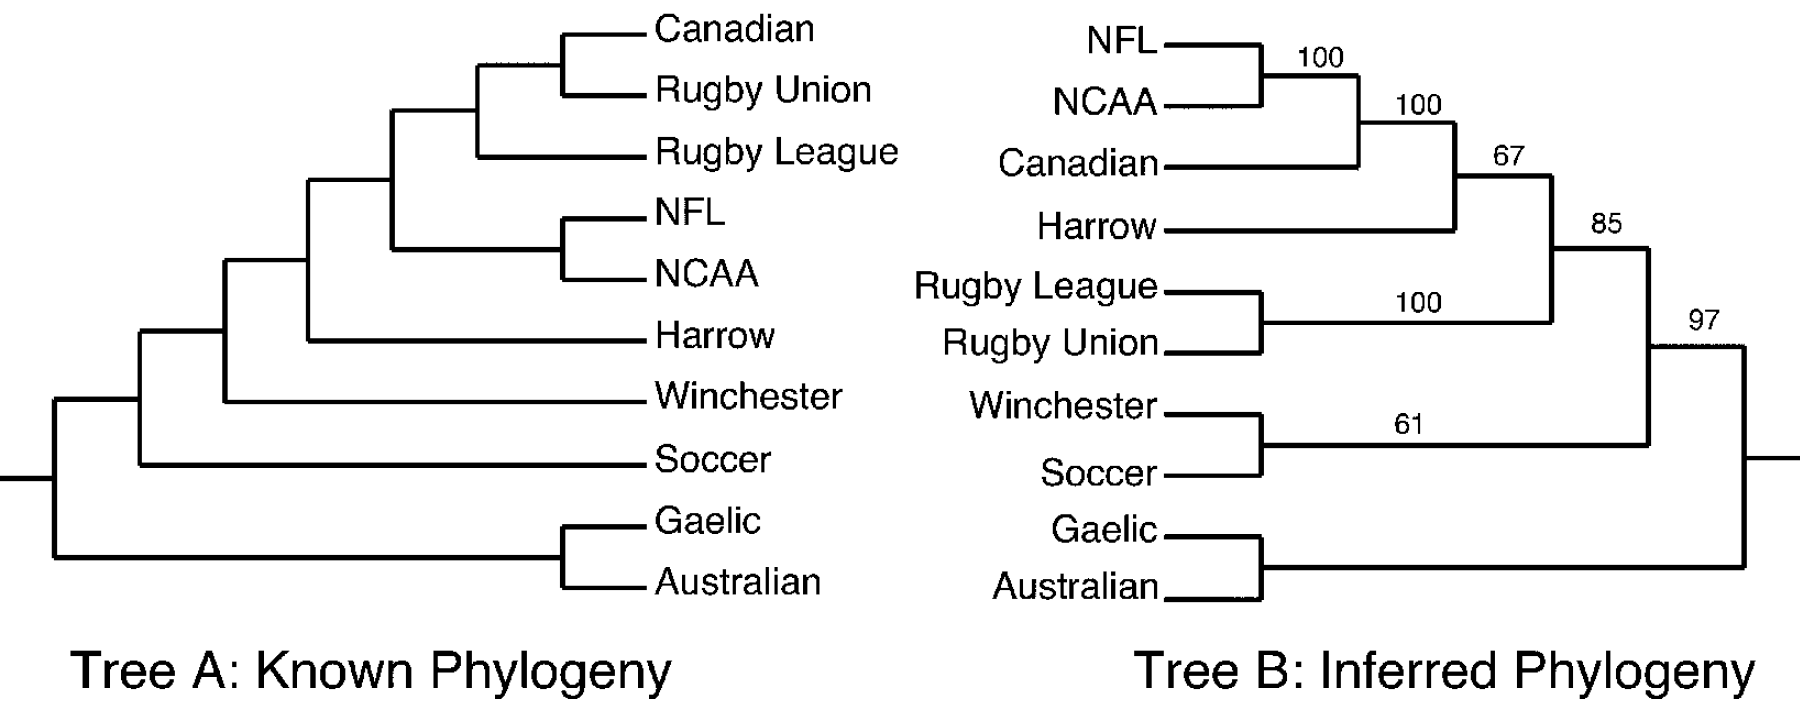 Canadian
Rugby Union
Rugby League
NFL
NCAA
Harrow
Winchester
Soccer
Gaelic
Australian
Tree A: Known Phylogeny
NFL
100
NCAA
100
Canadian
67
Harrow
85
Rugby League
100
Rugby Union
97
Winchester
61
Soccer
Gaelic
Australian
Tree B: Inferred Phylogeny